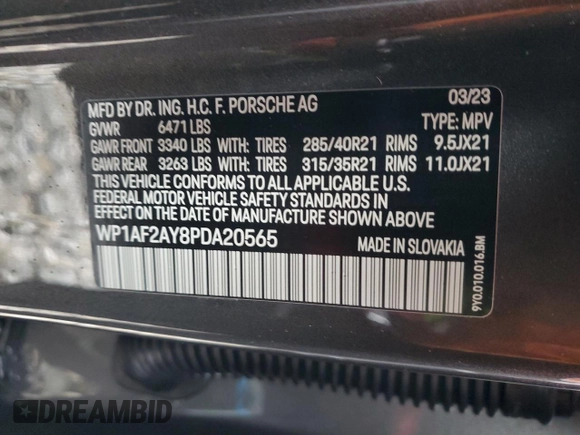 MFD BY DR. ING. H.C. F. PORSCHE AG 03/23
GVWR 6471 LBS TYPE: MPV
GAWR FRONT 3340 LBS WITH: TIRES 285/40R21 RIMS 9.5JX21
GAWR REAR 3263 LBS WITH: TIRES 315/35R21 RIMS 11.0JX21
THIS VEHICLE CONFORMS TO ALL APPLICABLE U.S.
FEDERAL MOTOR VEHICLE SAFETY STANDARDS IN
EFFECT ON THE DATE OF MANUFACTURE SHOWN ABOVE.
WP1AF2AY8PDA20565 MADE IN SLOVAKIA
9Y0.010.016.BM
DREAMBID